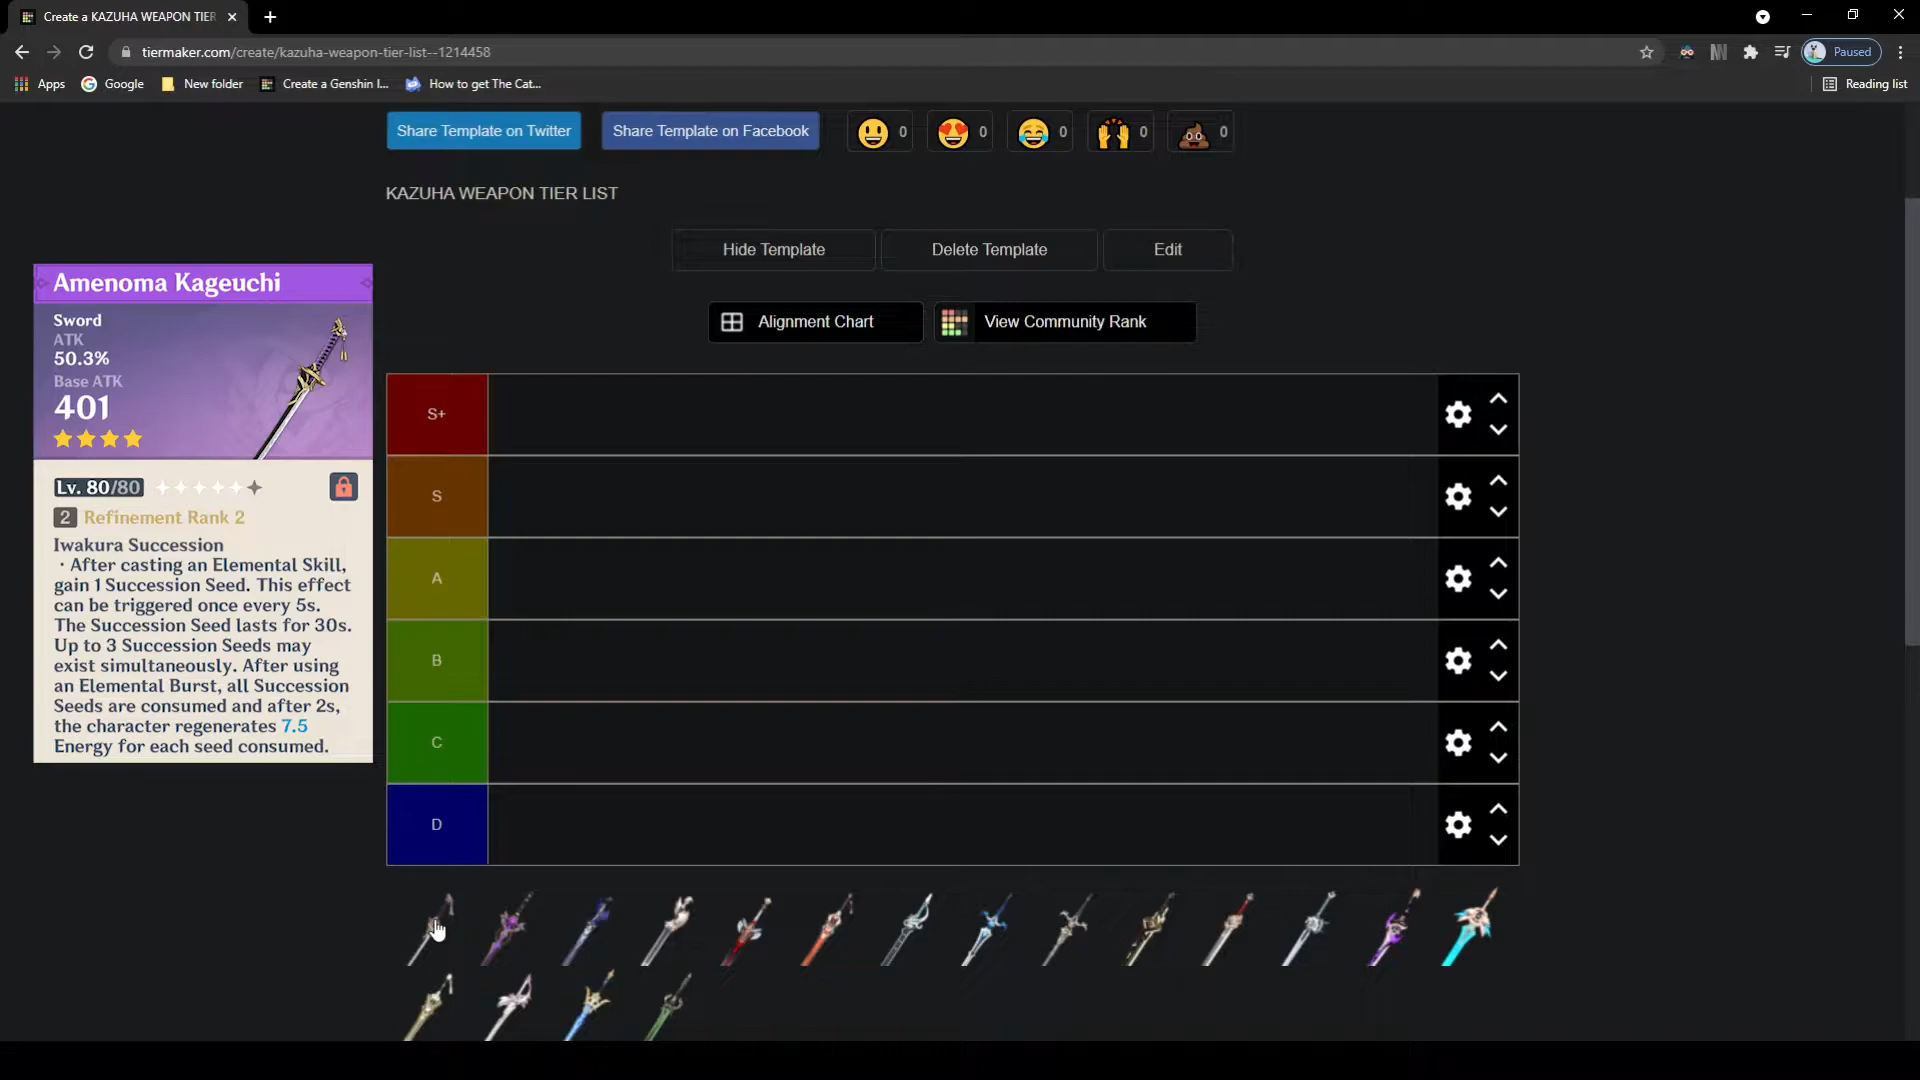 Create a KAZUHA WEAPON TIER
tiermaker.com/create/kazuha-weapon-tier-list--1214458
Paused
Apps
Google
New folder
Create a Genshin I...
How to get The Cat...
Reading list
Share Template on Twitter
Share Template on Facebook
0
0
0
0
0
KAZUHA WEAPON TIER LIST
Hide Template
Delete Template
Edit
Alignment Chart
View Community Rank
Amenoma Kageuchi
Sword
ATK
50.3%
Base ATK
401
Lv. 80/80
2 Refinement Rank 2
Iwakura Succession
· After casting an Elemental Skill,
gain 1 Succession Seed. This effect
can be triggered once every 5s.
The Succession Seed lasts for 30s.
Up to 3 Succession Seeds may
exist simultaneously. After using
an Elemental Burst, all Succession
Seeds are consumed and after 2s,
the character regenerates 7.5
Energy for each seed consumed.
S+
S
A
B
C
D